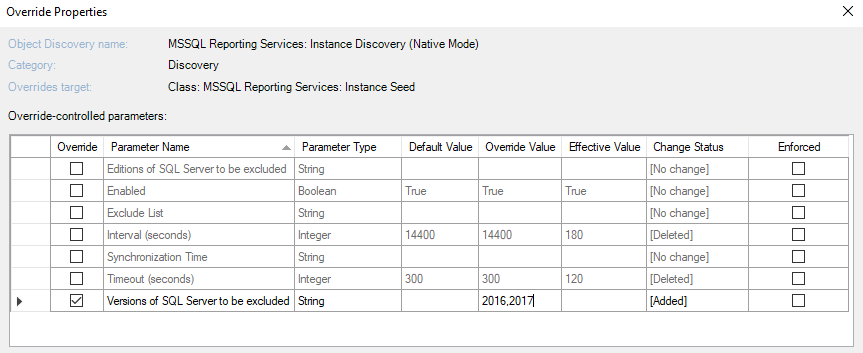 Override Properties
Object Discovery name: MSSQL Reporting Services: Instance Discovery (Native Mode)
Category: Discovery
Overrides target: Class: MSSQL Reporting Services: Instance Seed
Override-controlled parameters:
Override Parameter Name Parameter Type Default Value Override Value Effective Value Change Status Enforced
Editions of SQL Server to be excluded String [No change]
Enabled Boolean True True True [No change]
Exclude List String [No change]
Interval (seconds) Integer 14400 14400 180 [Deleted]
Synchronization Time String [No change]
Timeout (seconds) Integer 300 300 120 [Deleted]
Versions of SQL Server to be excluded String 2016,2017 [Added]